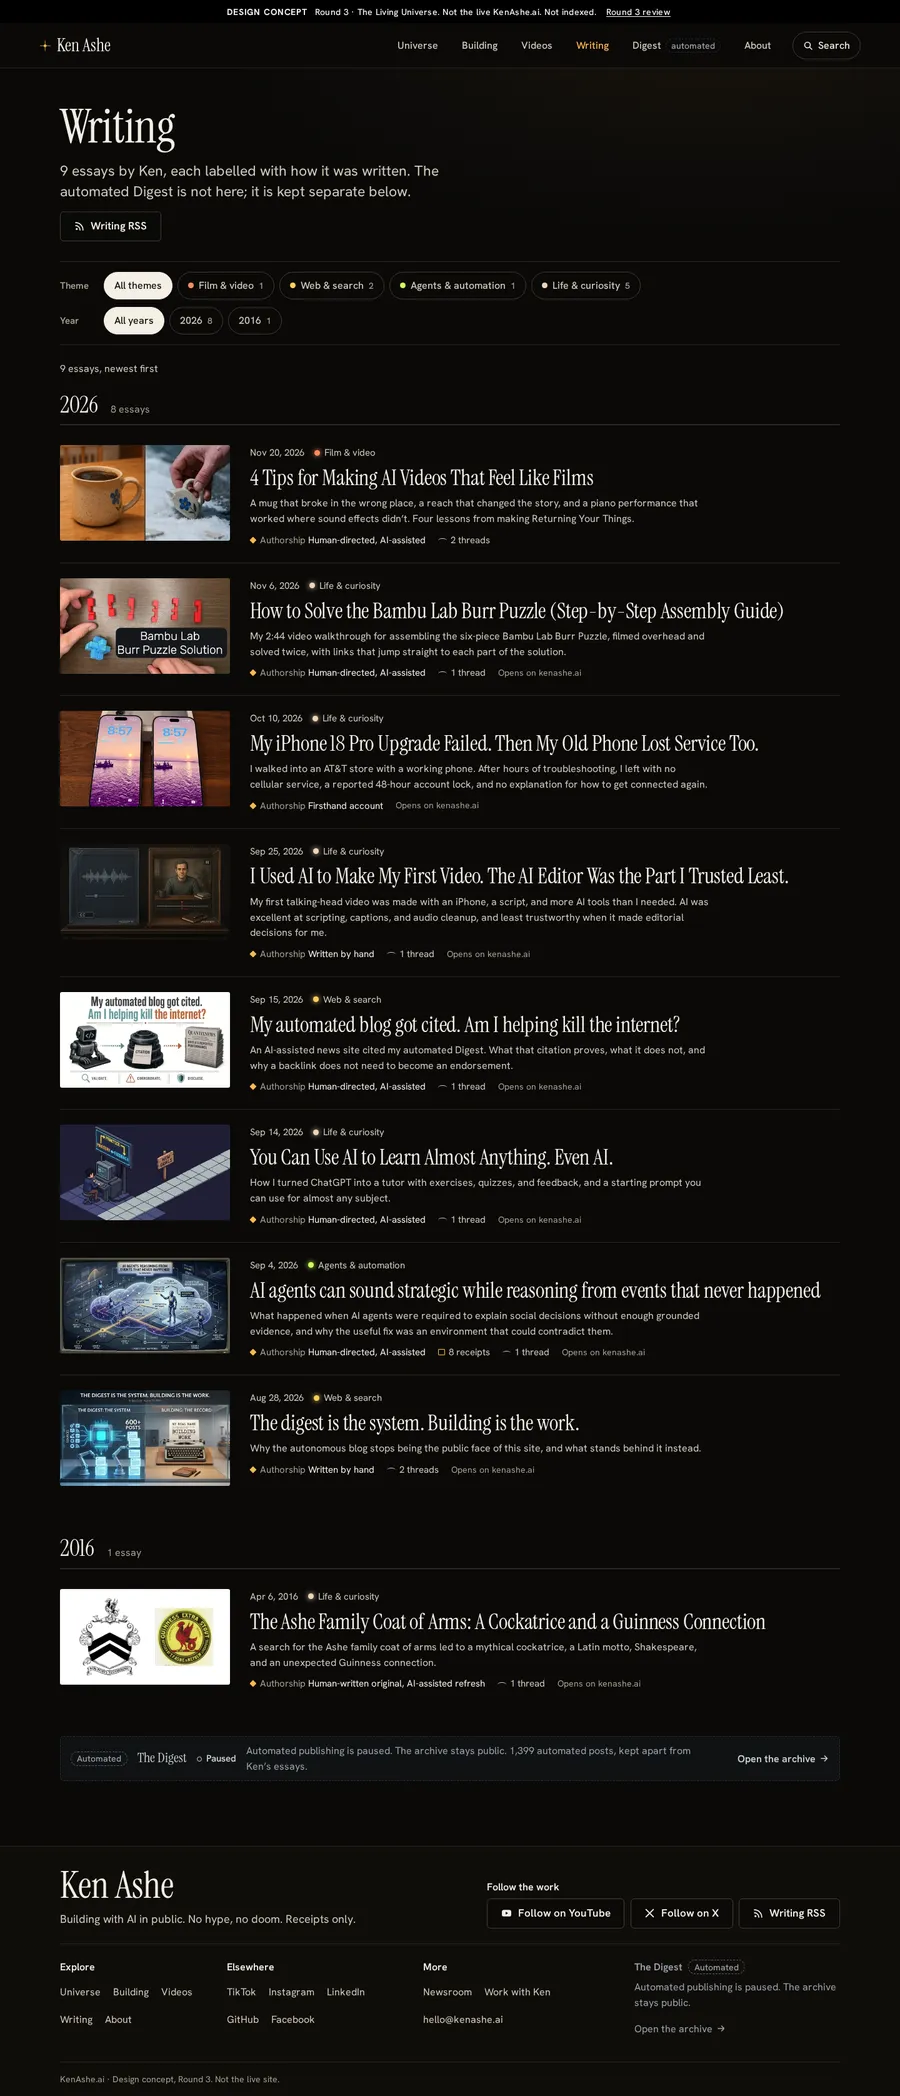 DESIGN CONCEPT Round 3 · The Living Universe. Not the live KenAshe.ai. Not indexed. Round 3 review
Ken Ashe
Universe Building Videos Writing Digest automated About Search
Writing
9 essays by Ken, each labelled with how it was written. The
automated Digest is not here; it is kept separate below.
Writing RSS
Theme All themes Film & video 1 Web & search 2 Agents & automation 1 Life & curiosity 5
Year All years 2026 8 2016 1
9 essays, newest first
2026 8 essays
Nov 20, 2026 Film & video
4 Tips for Making AI Videos That Feel Like Films
A mug that broke in the wrong place, a reach that changed the story, and a piano performance that
worked where sound effects didn't. Four lessons from making Returning Your Things.
Authorship Human-directed, AI-assisted 2 threads
Bambu Lab
Burr Puzzle Solution
Nov 6, 2026 Life & curiosity
How to Solve the Bambu Lab Burr Puzzle (Step-by-Step Assembly Guide)
My 2:44 video walkthrough for assembling the six-piece Bambu Lab Burr Puzzle, filmed overhead and
solved twice, with links that jump straight to each part of the solution.
Authorship Human-directed, AI-assisted 1 thread Opens on kenashe.ai
8:57 8:57
Oct 10, 2026 Life & curiosity
My iPhone 18 Pro Upgrade Failed. Then My Old Phone Lost Service Too.
I walked into an AT&T store with a working phone. After hours of troubleshooting, I left with no
cellular service, a reported 48-hour account lock, and no explanation for how to get connected again.
Authorship Firsthand account Opens on kenashe.ai
Sep 25, 2026 Life & curiosity
I Used AI to Make My First Video. The AI Editor Was the Part I Trusted Least.
My first talking-head video was made with an iPhone, a script, and more AI tools than I needed. AI was
excellent at scripting, captions, and audio cleanup, and least trustworthy when it made editorial
decisions for me.
Authorship Written by hand 1 thread Opens on kenashe.ai
My automated blog got cited.
Am I helping kill the internet?
Sep 15, 2026 Web & search
My automated blog got cited. Am I helping kill the internet?
An AI-assisted news site cited my automated Digest. What that citation proves, what it does not, and
why a backlink does not need to become an endorsement.
Authorship Human-directed, AI-assisted 1 thread Opens on kenashe.ai
Sep 14, 2026 Life & curiosity
You Can Use AI to Learn Almost Anything. Even AI.
How I turned ChatGPT into a tutor with exercises, quizzes, and feedback, and a starting prompt you
can use for almost any subject.
Authorship Human-directed, AI-assisted 1 thread Opens on kenashe.ai
Sep 4, 2026 Agents & automation
AI agents can sound strategic while reasoning from events that never happened
What happened when AI agents were required to explain social decisions without enough grounded
evidence, and why the useful fix was an environment that could contradict them.
Authorship Human-directed, AI-assisted 8 receipts 1 thread Opens on kenashe.ai
THE DIGEST IS THE SYSTEM, BUILDING IS THE WORK.
THE DIGEST: THE SYSTEM BUILDING: THE RECORD
600+
POSTS
BUILDING
WORK
Aug 28, 2026 Web & search
The digest is the system. Building is the work.
Why the autonomous blog stops being the public face of this site, and what stands behind it instead.
Authorship Written by hand 2 threads Opens on kenashe.ai
2016 1 essay
GUINNESS EXTRA STOUT
Apr 6, 2016 Life & curiosity
The Ashe Family Coat of Arms: A Cockatrice and a Guinness Connection
A search for the Ashe family coat of arms led to a mythical cockatrice, a Latin motto, Shakespeare,
and an unexpected Guinness connection.
Authorship Human-written original, AI-assisted refresh 1 thread Opens on kenashe.ai
Automated The Digest Paused Automated publishing is paused. The archive stays public. 1,399 automated posts, kept apart from
Ken's essays.
Open the archive →
Ken Ashe
Building with AI in public. No hype, no doom. Receipts only.
Follow the work
Follow on YouTube Follow on X Writing RSS
Explore
Universe Building Videos
Writing About
Elsewhere
TikTok Instagram LinkedIn
GitHub Facebook
More
Newsroom Work with Ken
hello@kenashe.ai
The Digest Automated
Automated publishing is paused. The archive
stays public.
Open the archive →
KenAshe.ai · Design concept, Round 3. Not the live site.